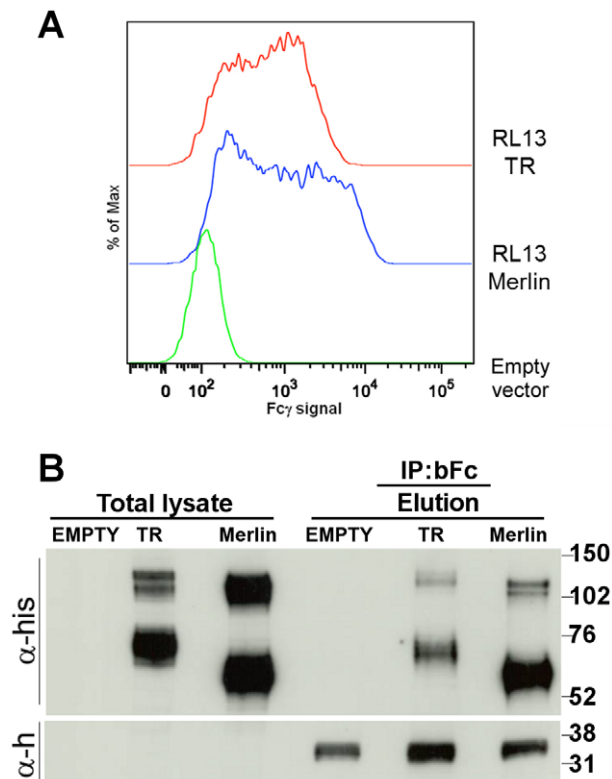 A
RL13
TR
RL13
Merlin
Empty
vector
% of Max
0 10² 10³ 10⁴ 10⁵
Fcγ signal
B
IP:bFc
Total lysate Elution
EMPTY TR Merlin EMPTY TR Merlin
α-his
150
102
76
52
α-h
38
31